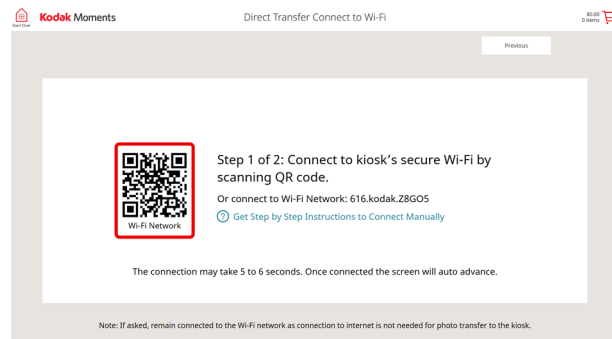 Start Over
Kodak Moments
Direct Transfer Connect to Wi-Fi
$0.00
0 items
Previous
Step 1 of 2: Connect to kiosk's secure Wi-Fi by
scanning QR code.
Or connect to Wi-Fi Network: 616.kodak.Z8GO5
? Get Step by Step Instructions to Connect Manually
Wi-Fi Network
The connection may take 5 to 6 seconds. Once connected the screen will auto advance.
Note: If asked, remain connected to the Wi-Fi network as connection to internet is not needed for photo transfer to the kiosk.